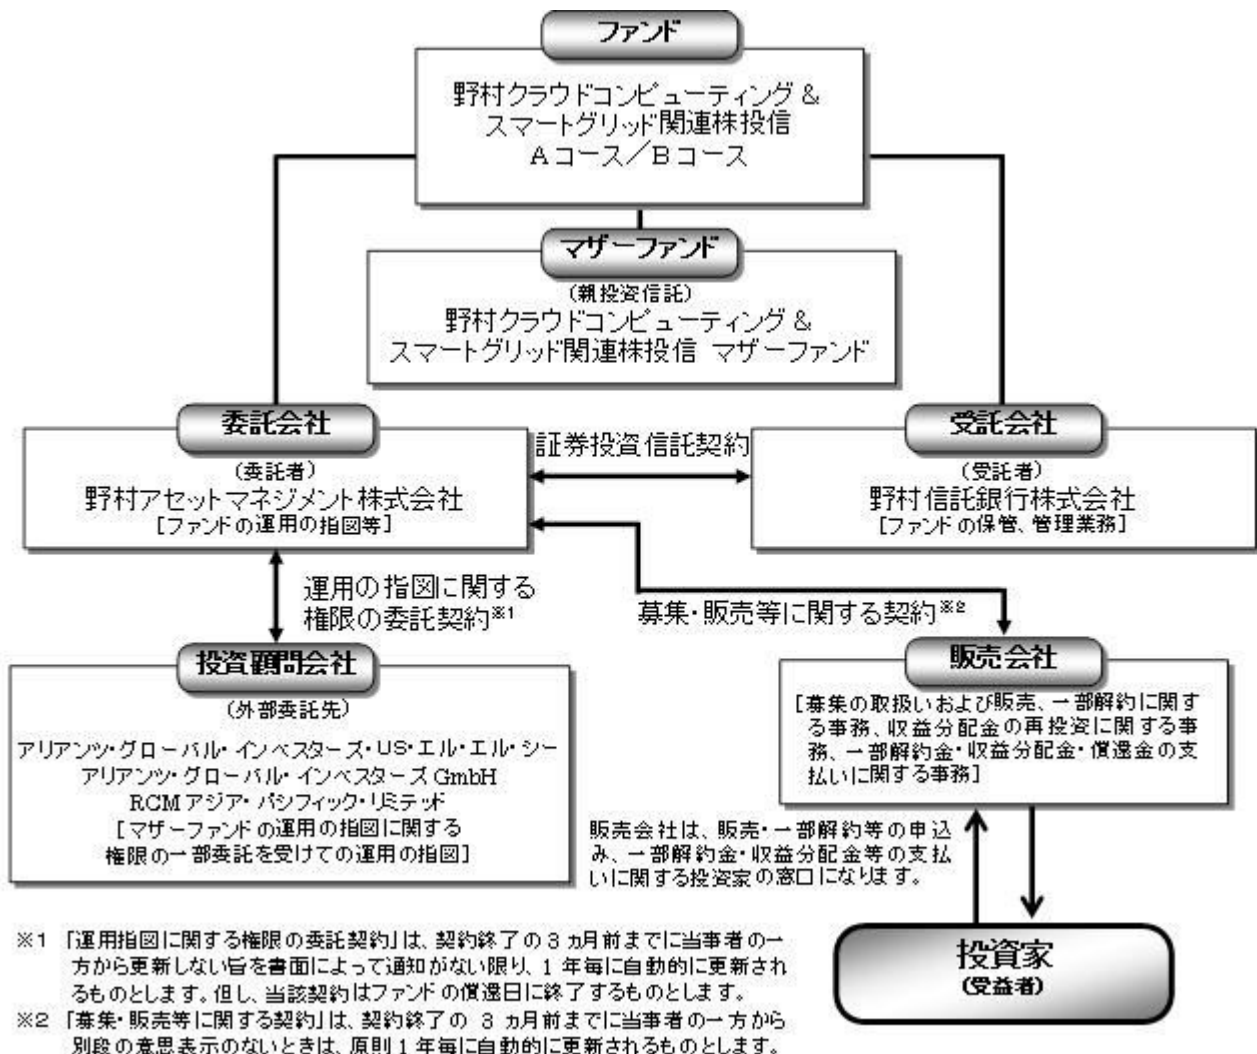 ファンド
野村クラウドコンピューティング &
スマートグリッド関連株投信
Aコース/Bコース
マザーファンド
(親投資信託)
野村クラウドコンピューティング &
スマートグリッド関連株投信 マザーファンド
委託会社
(委託者)
野村アセットマネジメント株式会社
[ファンドの運用の指図等]
証券投資信託契約
受託会社
(受託者)
野村信託銀行株式会社
[ファンドの保管、管理業務]
運用の指図に関する
権限の委託契約※1
募集・販売等に関する契約※2
投資顧問会社
(外部委託先)
アリアンツ・グローバル・インベスターズ・US・エル・エル・シー
アリアンツ・グローバル・インベスターズ GmbH
RCM アジア・パシフィック・リミテッド
[マザーファンドの運用の指図に関する
権限の一部委託を受けての運用の指図]
販売会社
[募集の取扱いおよび販売、一部解約に関す
る事務、収益分配金の再投資に関する事
務、一部解約金・収益分配金・償還金の支
払いに関する事務]
販売会社は、販売・一部解約等の申込
み、一部解約金・収益分配金等の支払
いに関する投資家の窓口になります。
投資家
(受益者)
※1 「運用指図に関する権限の委託契約」は、契約終了の 3 ヵ月前までに当事者の一
方から更新しない旨を書面によって通知がない限り、1 年毎に自動的に更新され
るものとします。但し、当該契約はファンドの償還日に終了するものとします。
※2 「募集・販売等に関する契約」は、契約終了の 3 ヵ月前までに当事者の一方から
別段の意思表示のないときは、原則 1 年毎に自動的に更新されるものとします。